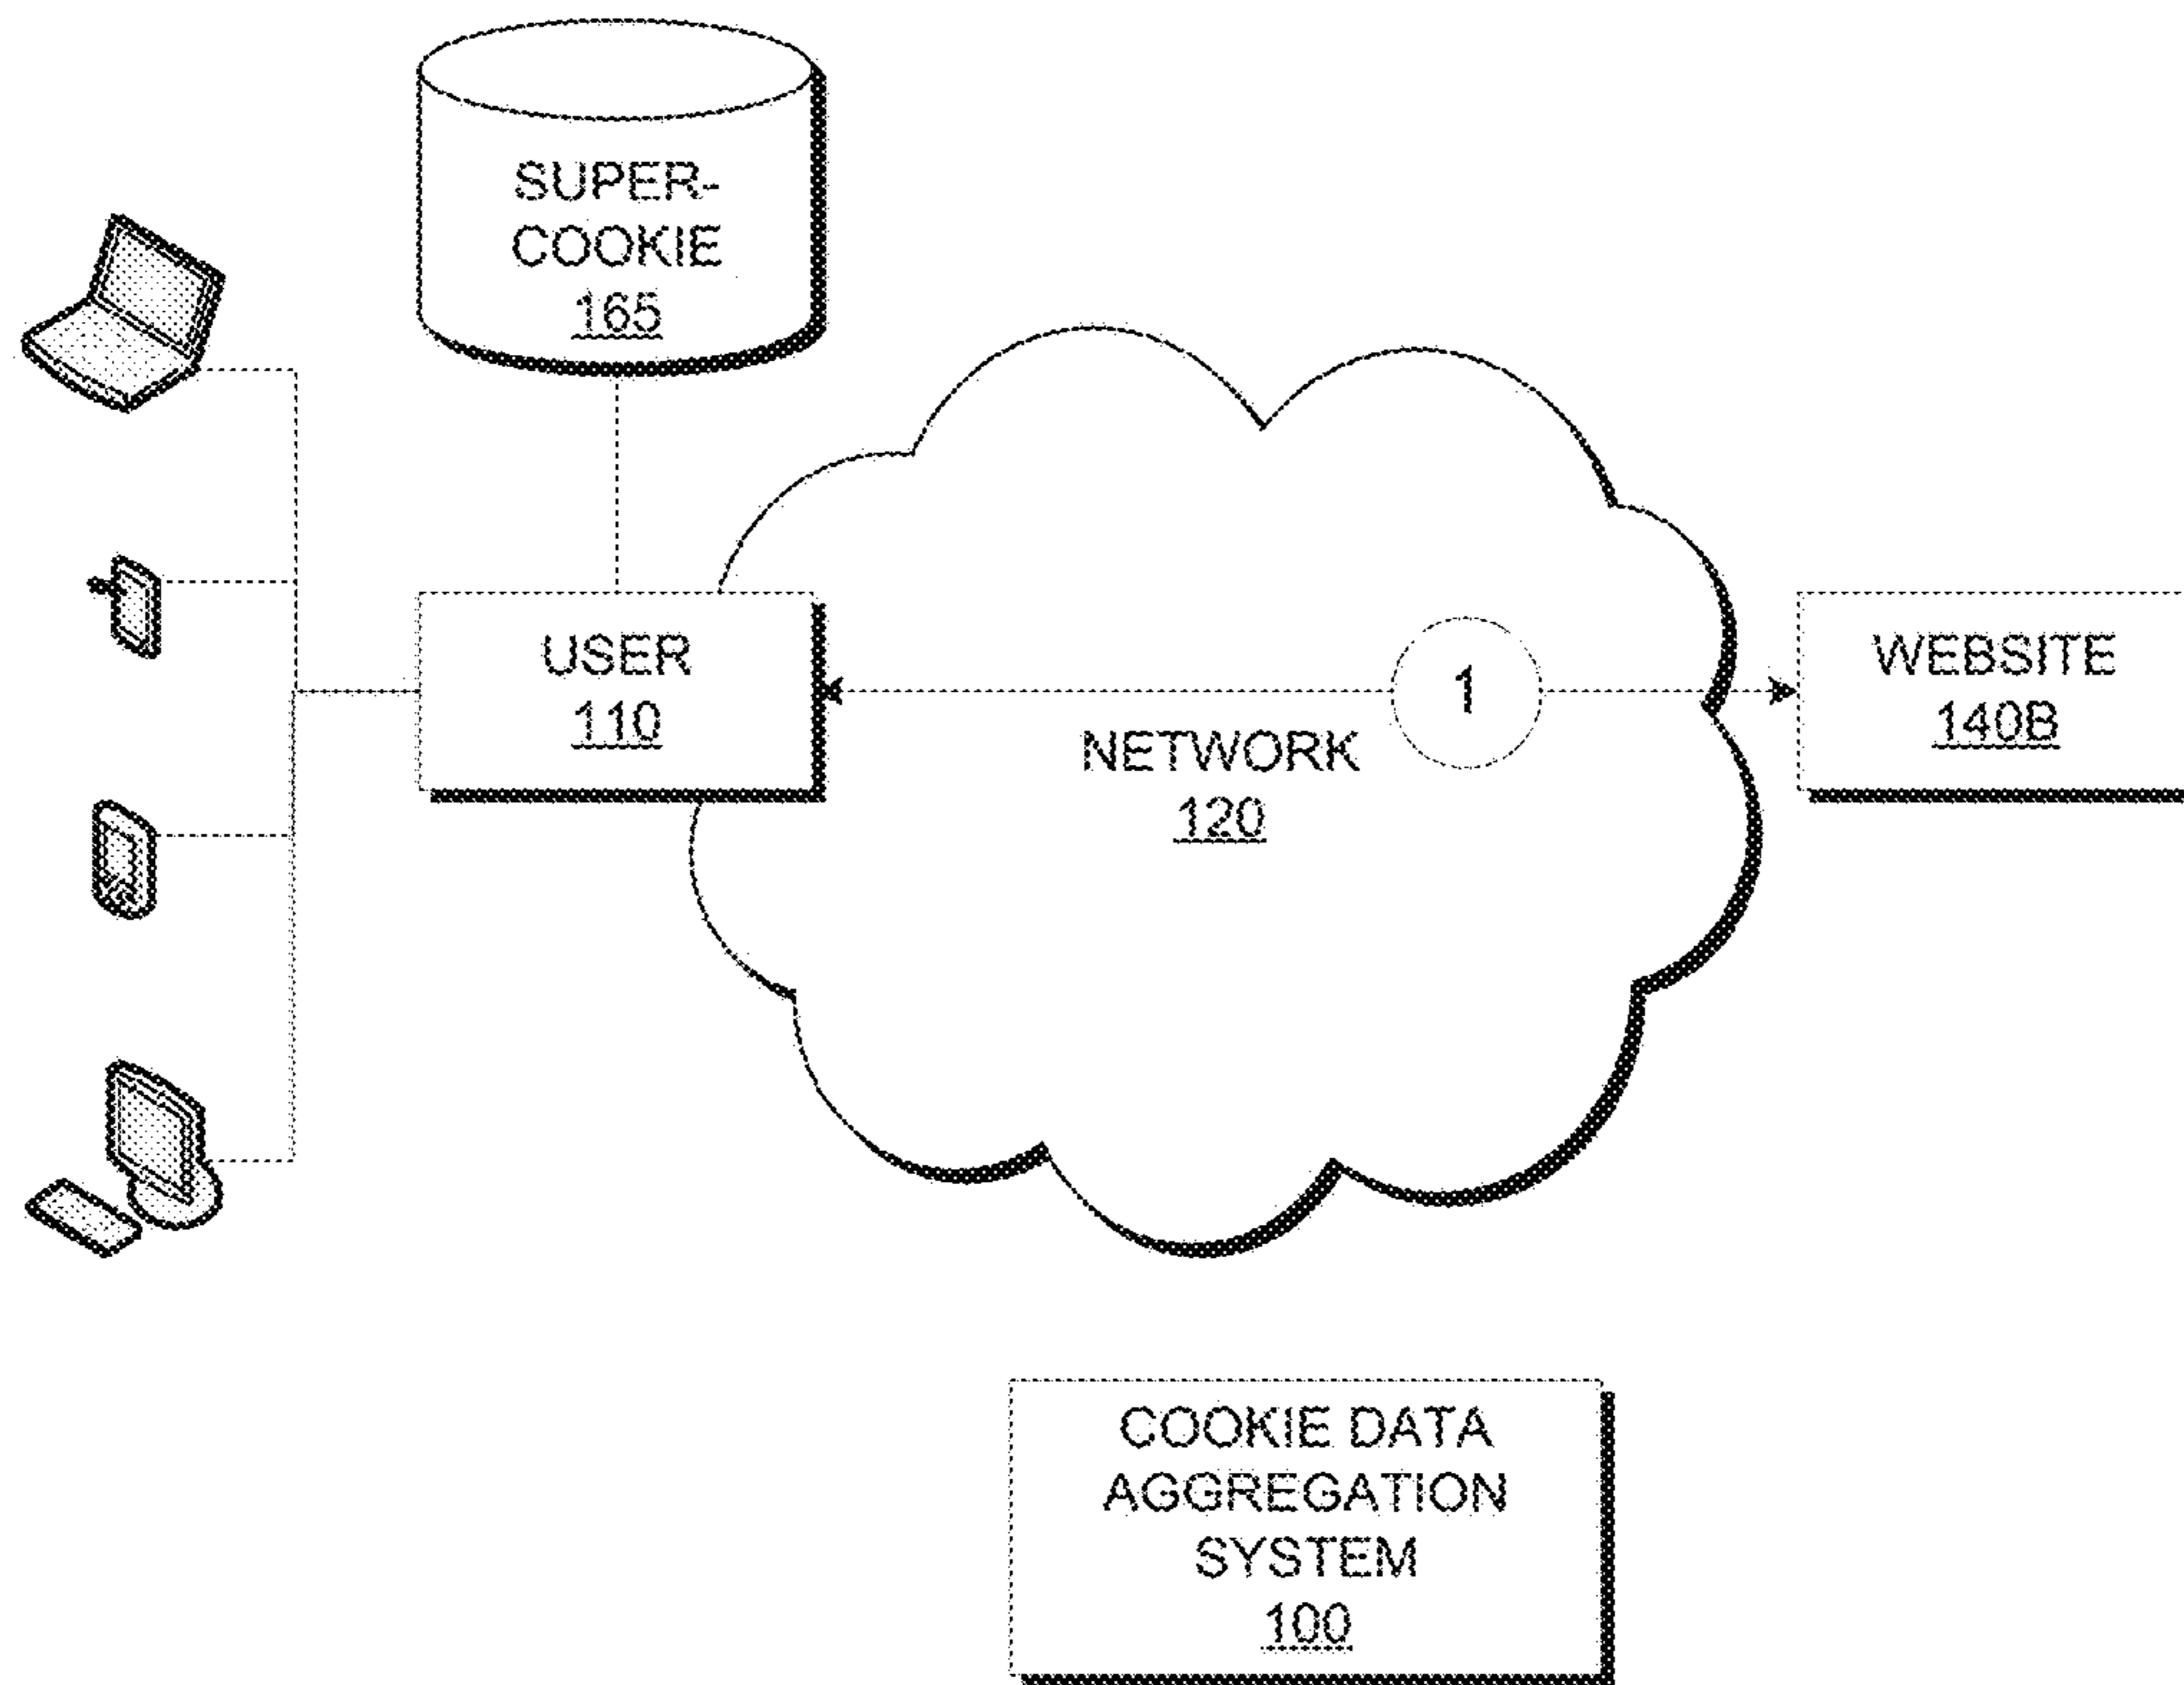 SUPER-
COOKIE
165
USER
110
1
NETWORK
120
WEBSITE
140B
COOKIE DATA
AGGREGATION
SYSTEM
100